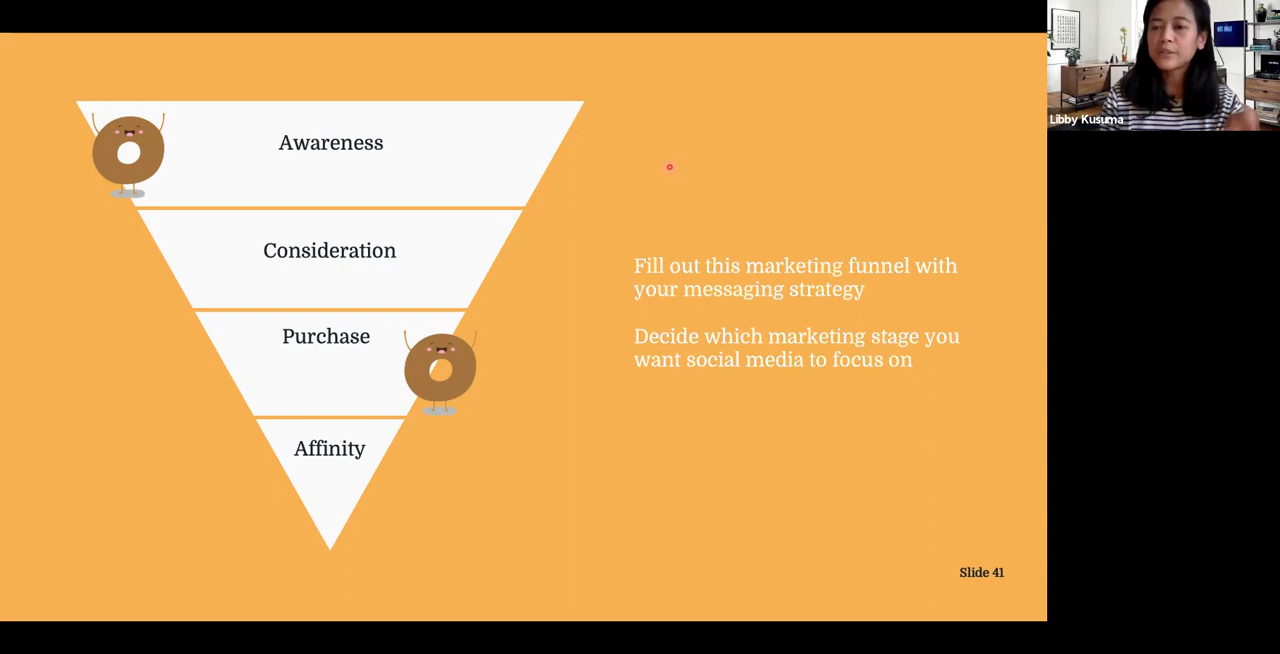 Awareness
Consideration
Purchase
Affinity
Fill out this marketing funnel with
your messaging strategy
Decide which marketing stage you
want social media to focus on
Slide 41
Libby Kusuma